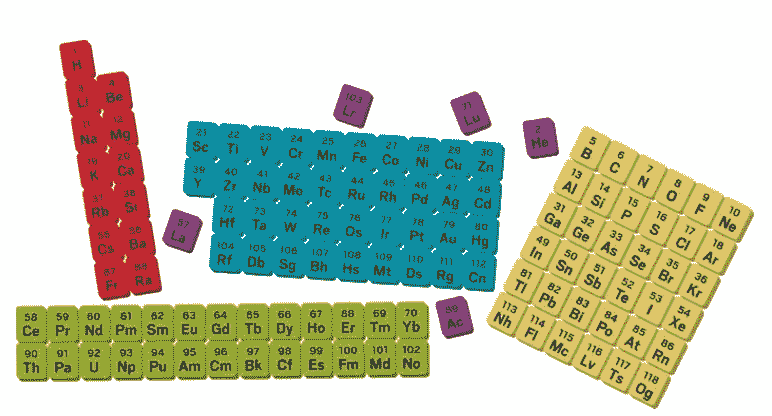 1
H
3
Li
4
Be
11
Na
12
Mg
19
K
20
Ca
37
Rb
38
Sr
55
Cs
56
Ba
87
Fr
88
Ra
103
Lr
71
Lu
2
He
57
La
89
Ac
21 22 23 24 25 26 27 28 29 30
Sc Ti V Cr Mn Fe Co Ni Cu Zn
39 40 41 42 43 44 45 46 47 48
Y Zr Nb Mo Tc Ru Rh Pd Ag Cd
72 73 74 75 76 77 78 79 80
Hf Ta W Re Os Ir Pt Au Hg
104 105 106 107 108 109 110 111 112
Rf Db Sg Bh Hs Mt Ds Rg Cn
5 6 7 8 9 10
B C N O F Ne
13 14 15 16 17 18
Al Si P S Cl Ar
31 32 33 34 35 36
Ga Ge As Se Br Kr
49 50 51 52 53 54
In Sn Sb Te I Xe
81 82 83 84 85 86
Tl Pb Bi Po At Rn
113 114 115 116 117 118
Nh Fl Mc Lv Ts Og
58 59 60 61 62 63 64 65 66 67 68 69 70
Ce Pr Nd Pm Sm Eu Gd Tb Dy Ho Er Tm Yb
90 91 92 93 94 95 96 97 98 99 100 101 102
Th Pa U Np Pu Am Cm Bk Cf Es Fm Md No